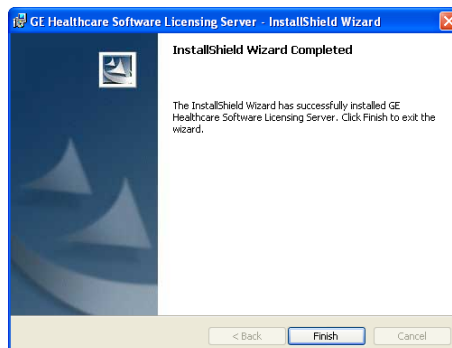 GE Healthcare Software Licensing Server - InstallShield Wizard
InstallShield Wizard Completed
The InstallShield Wizard has successfully installed GE
Healthcare Software Licensing Server. Click Finish to exit the
wizard.
< Back
Finish
Cancel